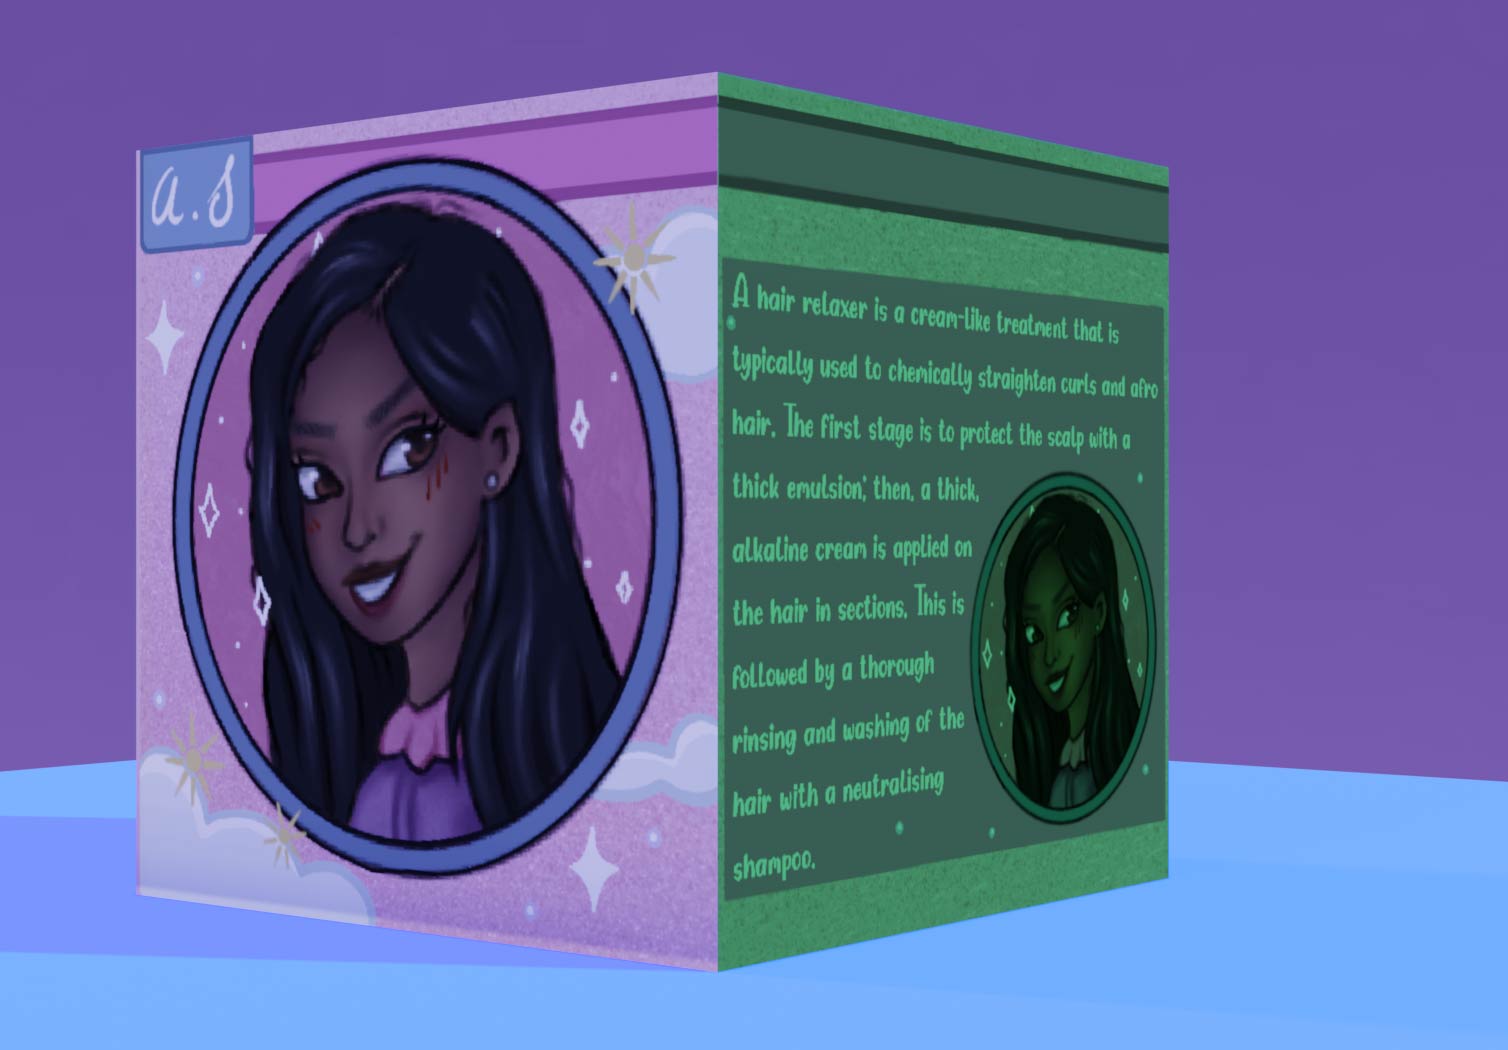 a.s
A hair relaxer is a cream-like treatment that is
typically used to chemically straighten curls and afro
hair. The first stage is to protect the scalp with a
thick emulsion; then, a thick,
alkaline cream is applied on
the hair in sections. This is
followed by a thorough
rinsing and washing of the
hair with a neutralising
shampoo.